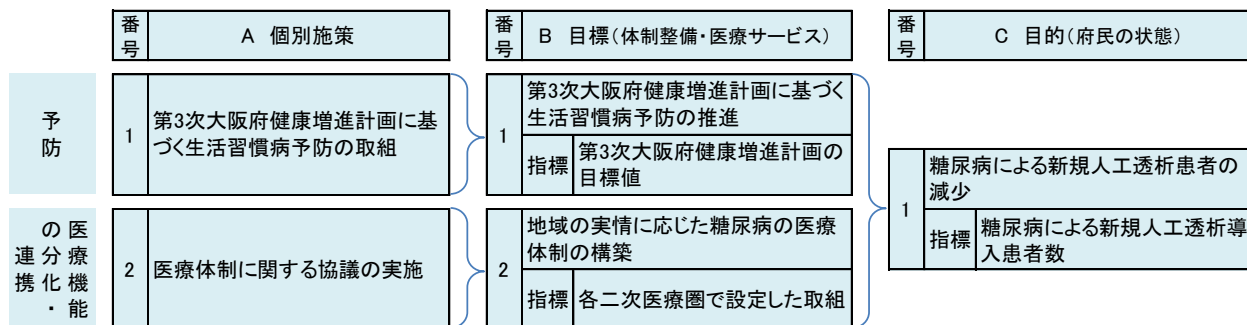 番号
A 個別施策
番号
B 目標(体制整備・医療サービス)
番号
C 目的(府民の状態)
予防
1
第3次大阪府健康増進計画に基
づく生活習慣病予防の取組
1
第3次大阪府健康増進計画に基づく
生活習慣病予防の推進
指標
第3次大阪府健康増進計画の
目標値
医療機能
の分化・
連携
2
医療体制に関する協議の実施
2
地域の実情に応じた糖尿病の医療
体制の構築
指標
各二次医療圏で設定した取組
1
糖尿病による新規人工透析患者の
減少
指標
糖尿病による新規人工透析導
入患者数